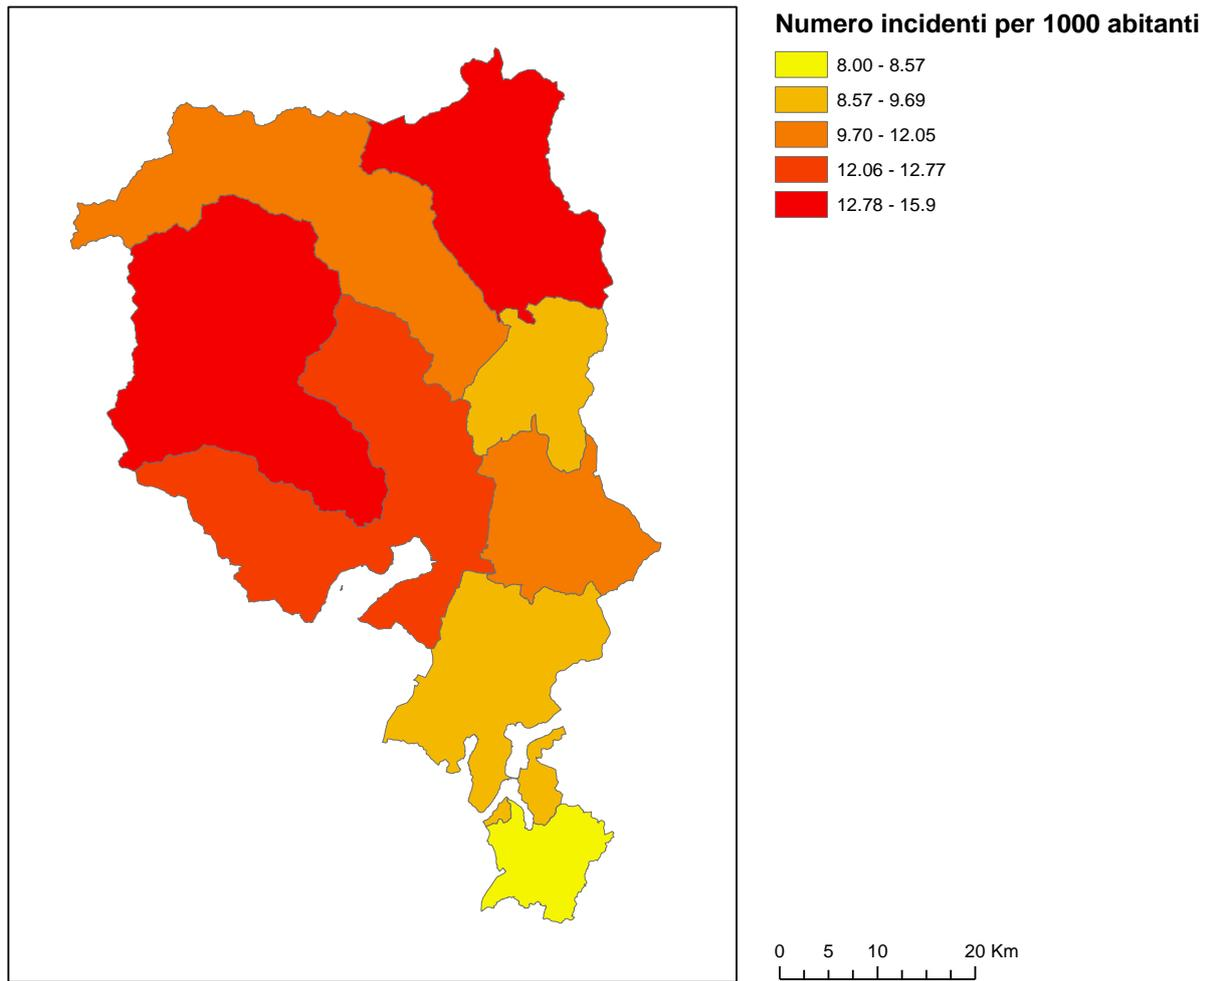 Numero incidenti per 1000 abitanti
8.00 - 8.57
8.57 - 9.69
9.70 - 12.05
12.06 - 12.77
12.78 - 15.9
0 5 10 20 Km